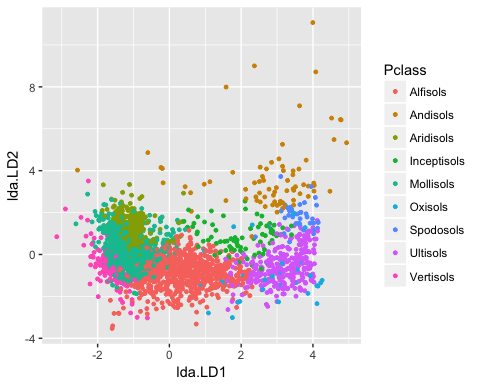 8
4
0
-4
-2
0
2
4
lda.LD1
lda.LD2
Pclass
Alfisols
Andisols
Aridisols
Inceptisols
Mollisols
Oxisols
Spodosols
Ultisols
Vertisols